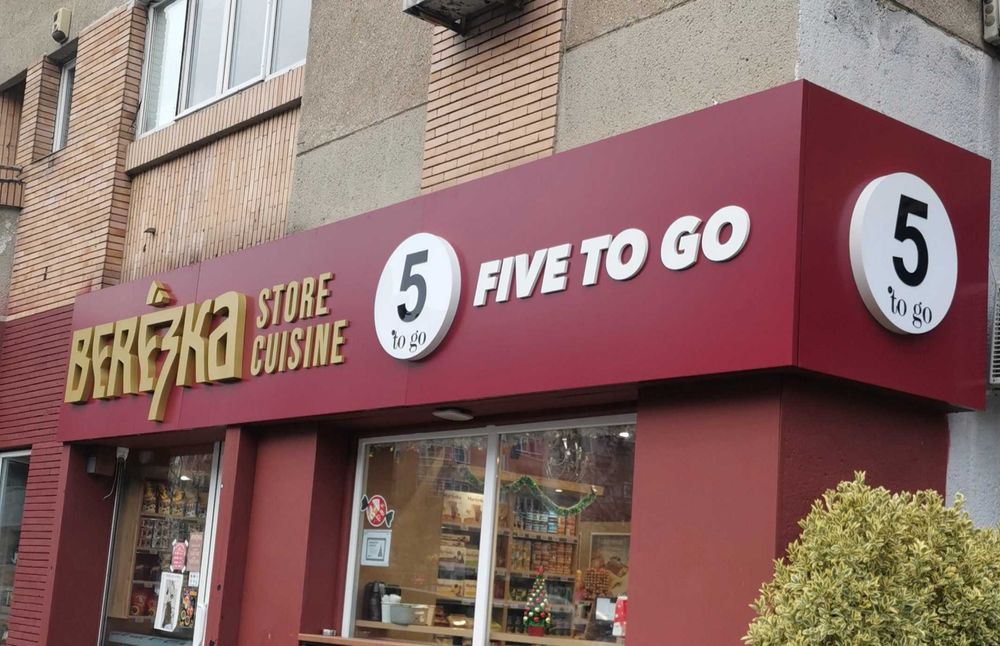 BEREZKA
STORE
CUISINE
5
to go
FIVE TO GO
5
to go